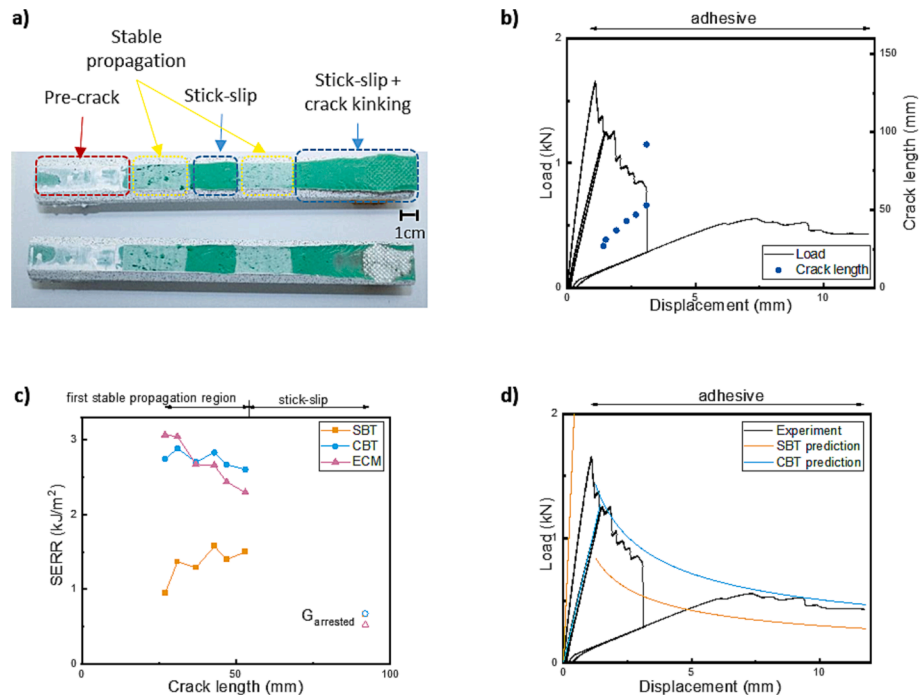 a)
Stable
propagation
Pre-crack
Stick-slip
Stick-slip +
crack kinking
1cm
b)
adhesive
2
1
0
Load (kN)
150
100
50
0
Crack length (mm)
Load
Crack length
0
5
10
Displacement (mm)
c)
first stable propagation region
stick-slip
3
2
1
0
SERR (kJ/m²)
SBT
CBT
ECM
G arrested
0
50
100
Crack length (mm)
d)
adhesive
2
1
0
Load (kN)
Experiment
SBT prediction
CBT prediction
0
5
10
Displacement (mm)